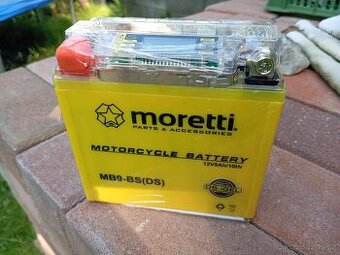 moretti
PARTS & ACCESSORIES
MOTORCYCLE BATTERY
12V9Ah/10Hr
MB9-BS(DS)